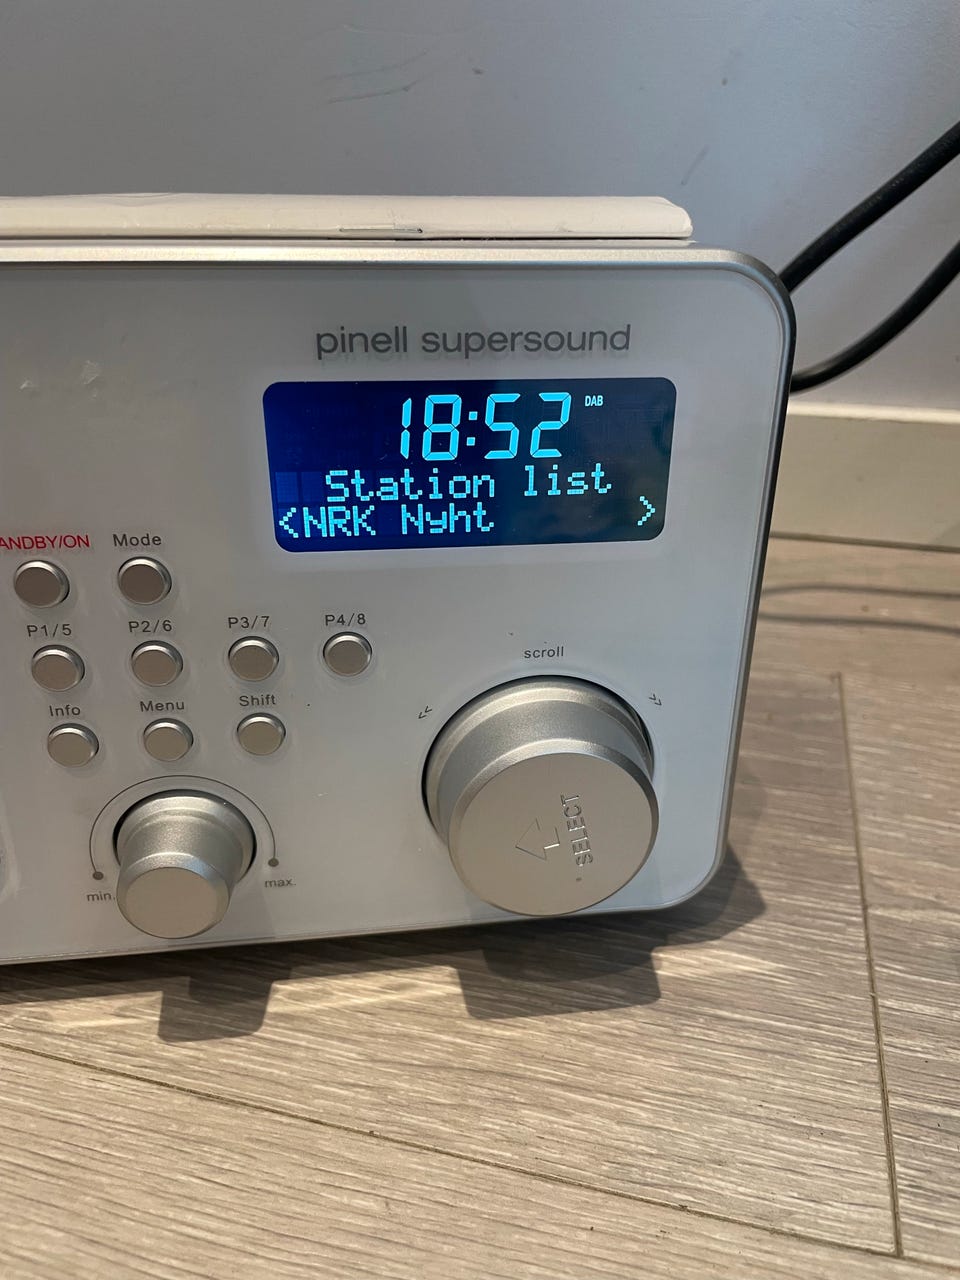 pinell supersound
18:52 DAB
Station list
<NRK Nyht >
ANDBY/ON Mode
P1/5 P2/6 P3/7 P4/8
Info Menu Shift
scroll
<< >>
SELECT
min. max.